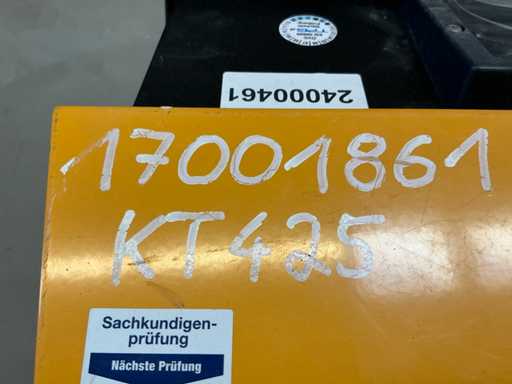 24000461
17001861
KT425
Sachkundigen-
prüfung
Nächste Prüfung